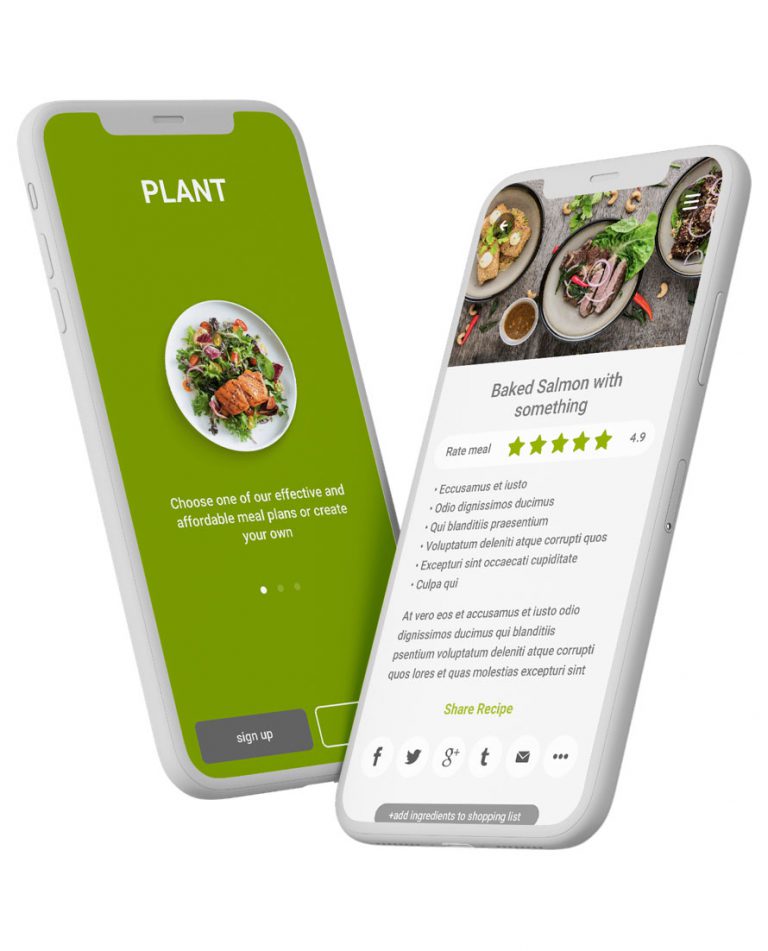 PLANT
Choose one of our effective and
affordable meal plans or create
your own
sign up
Baked Salmon with
something
Rate meal 4.9
• Eccusamus et iusto
• Odio dignissimos ducimus
• Qui blanditiis praesentium
• Voluptatum deleniti atque corrupti quos
• Excepturi sint occaecati cupiditate
• Culpa qui
At vero eos et accusamus et iusto odio
dignissimos ducimus qui blanditiis
psentium voluptatum deleniti atque corrupti
quos lores et quas molestias excepturi sint
Share Recipe
f g+ t
+add ingredients to shopping list